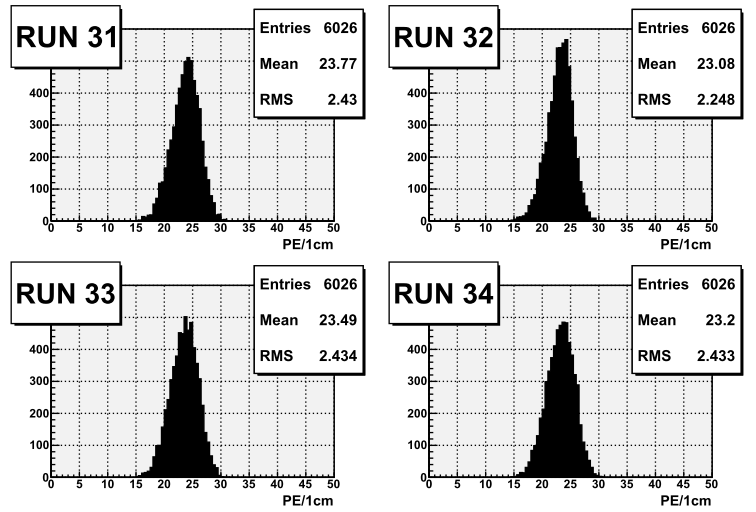 RUN 31
Entries 6026
Mean 23.77
RMS 2.43
400
300
200
100
0
0 5 10 15 20 25 30 35 40 45 50
PE/1cm
RUN 32
Entries 6026
Mean 23.08
RMS 2.248
400
300
200
100
0
0 5 10 15 20 25 30 35 40 45 50
PE/1cm
RUN 33
Entries 6026
Mean 23.49
RMS 2.434
400
300
200
100
0
0 5 10 15 20 25 30 35 40 45 50
PE/1cm
RUN 34
Entries 6026
Mean 23.2
RMS 2.433
400
300
200
100
0
0 5 10 15 20 25 30 35 40 45 50
PE/1cm